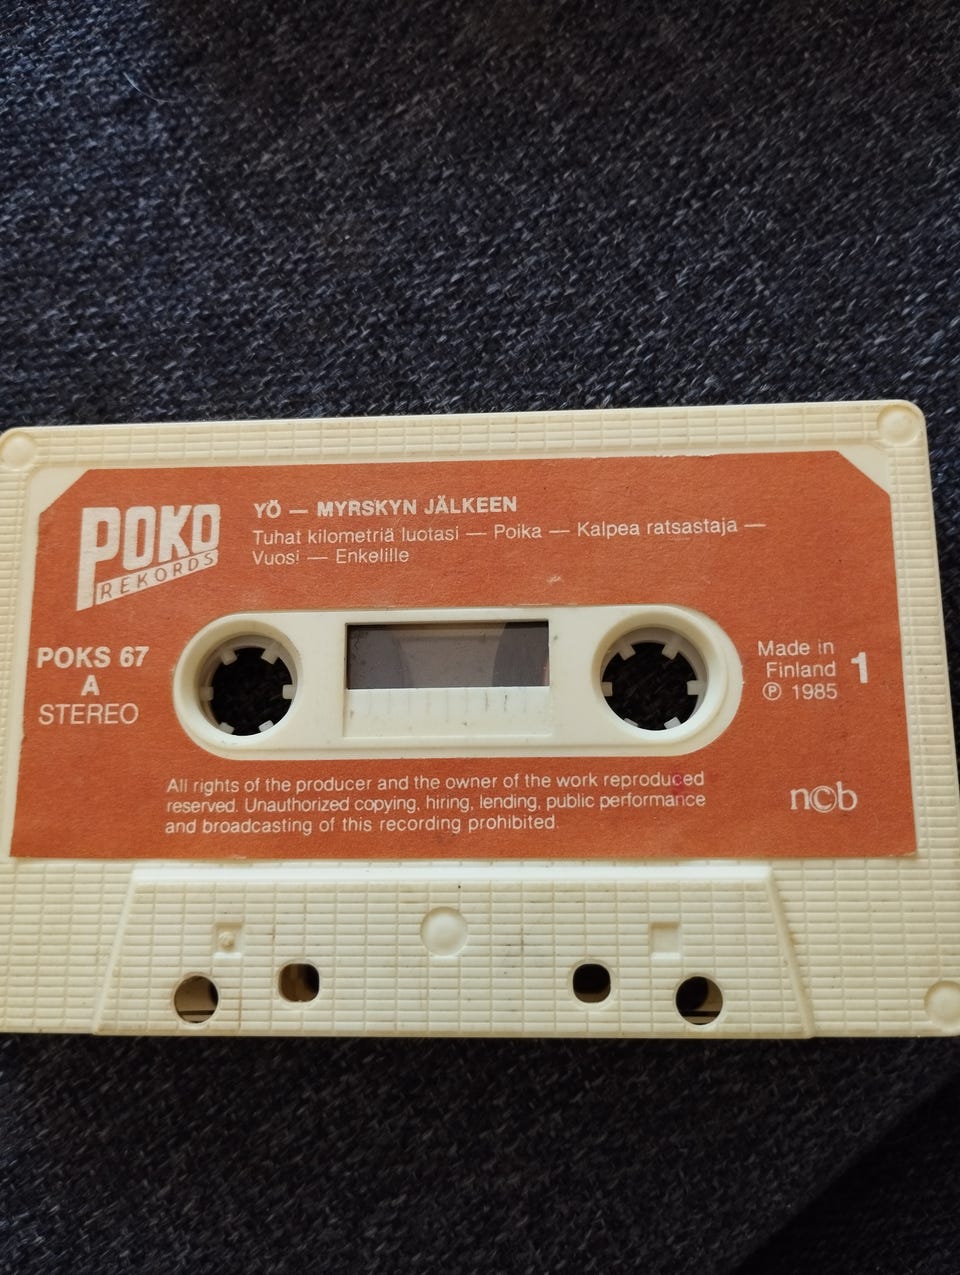 POKO
REKORDS
YÖ — MYRSKYN JÄLKEEN
Tuhat kilometriä luotasi — Poika — Kalpea ratsastaja —
Vuosi — Enkelille
POKS 67
A
STEREO
Made in
Finland
℗ 1985
1
All rights of the producer and the owner of the work reproduced
reserved. Unauthorized copying, hiring, lending, public performance
and broadcasting of this recording prohibited.
n©b